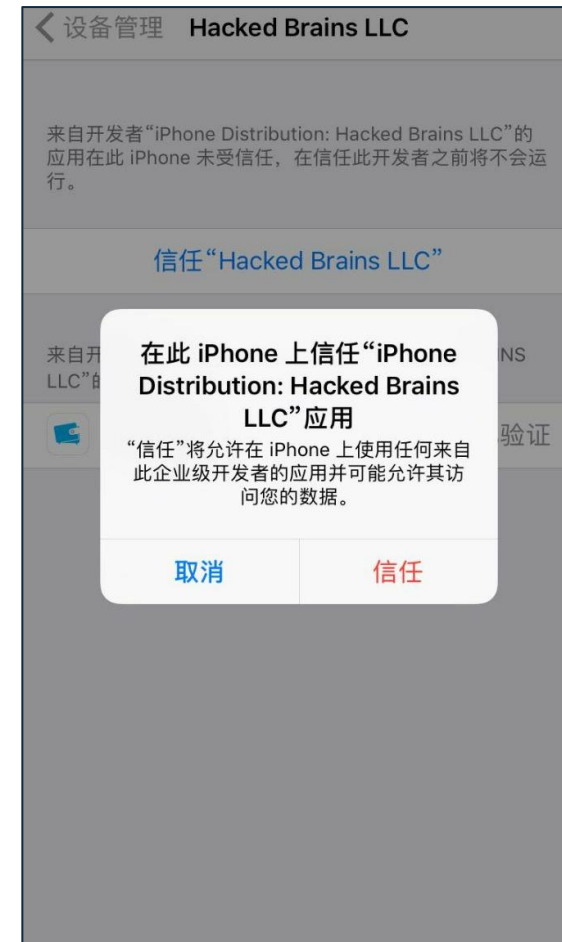 设备管理 Hacked Brains LLC
来自开发者“iPhone Distribution: Hacked Brains LLC”的
应用在此 iPhone 未受信任，在信任此开发者之前将不会运
行。
信任“Hacked Brains LLC”
来自开
NS
LLC”的
验证
在此 iPhone 上信任“iPhone
Distribution: Hacked Brains
LLC”应用
“信任”将允许在 iPhone 上使用任何来自
此企业级开发者的应用并可能允许其访
问您的数据。
取消
信任